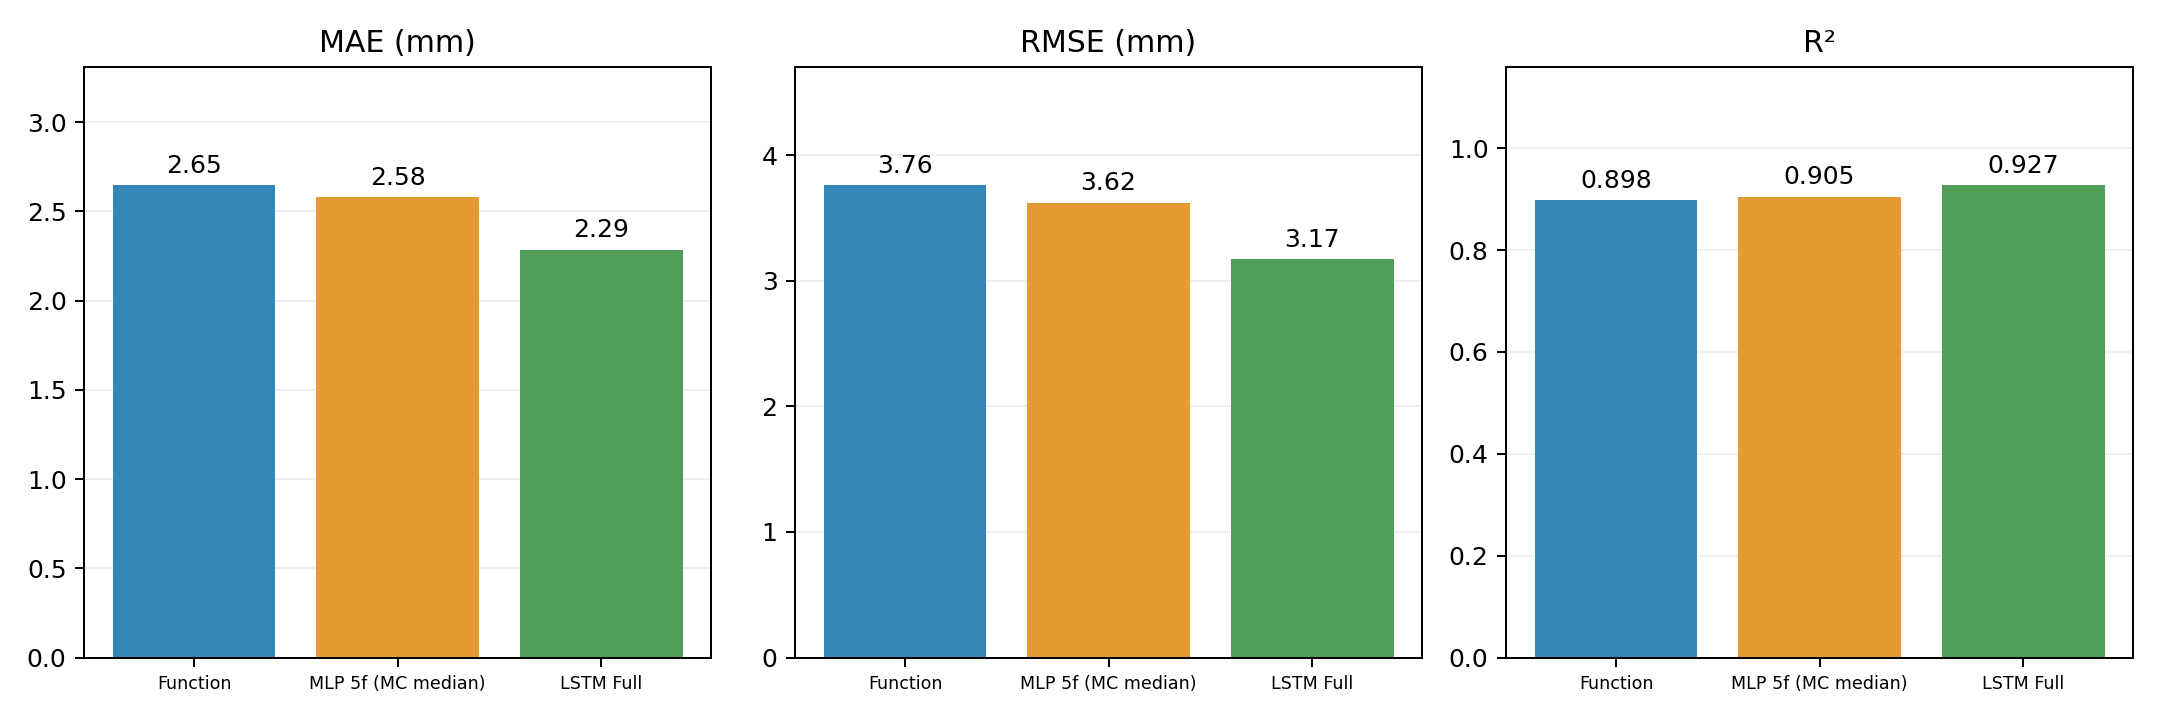 MAE (mm)
3.0
2.5
2.0
1.5
1.0
0.5
0.0
2.65
2.58
2.29
Function
MLP 5f (MC median)
LSTM Full
RMSE (mm)
4
3
2
1
0
3.76
3.62
3.17
Function
MLP 5f (MC median)
LSTM Full
R²
1.0
0.8
0.6
0.4
0.2
0.0
0.898
0.905
0.927
Function
MLP 5f (MC median)
LSTM Full